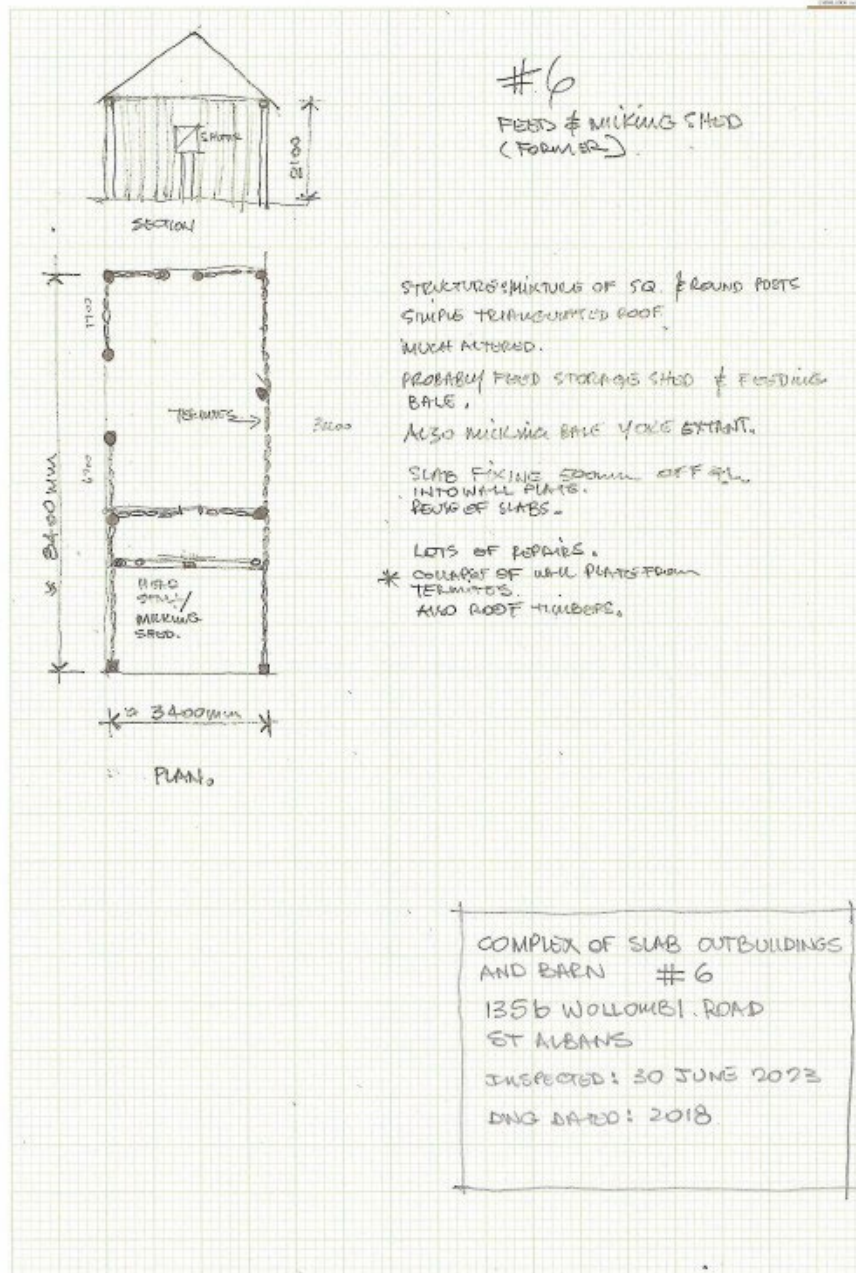 #6
FEED & MILKING SHED
(FORMER)
SHUTTER
2100
SECTION
STRUCTURE: MIXTURE OF SQ. & ROUND POSTS
SIMPLE TRIANGULATED ROOF
MUCH ALTERED.
PROBABLY FEED STORAGE SHED & FEEDING
BALE.
ALSO MILKING BALE YOKE EXTANT.
SLAB FIXING 500mm OFF GL.
INTO WALL PLATE.
REUSE OF SLABS.
LOTS OF REPAIRS.
* COLLAPSE OF WALL PLATE FROM
TERMITES.
ALSO ROOF TIMBERS.
1700
TERMITES
8400mm
STALL/
MILKING
SHED.
3400mm
PLAN.
COMPLEX OF SLAB OUTBUILDINGS
AND BARN #6
1356 WOLLOMBI ROAD
ST ALBANS
INSPECTED: 30 JUNE 2023
DWG DATED: 2018